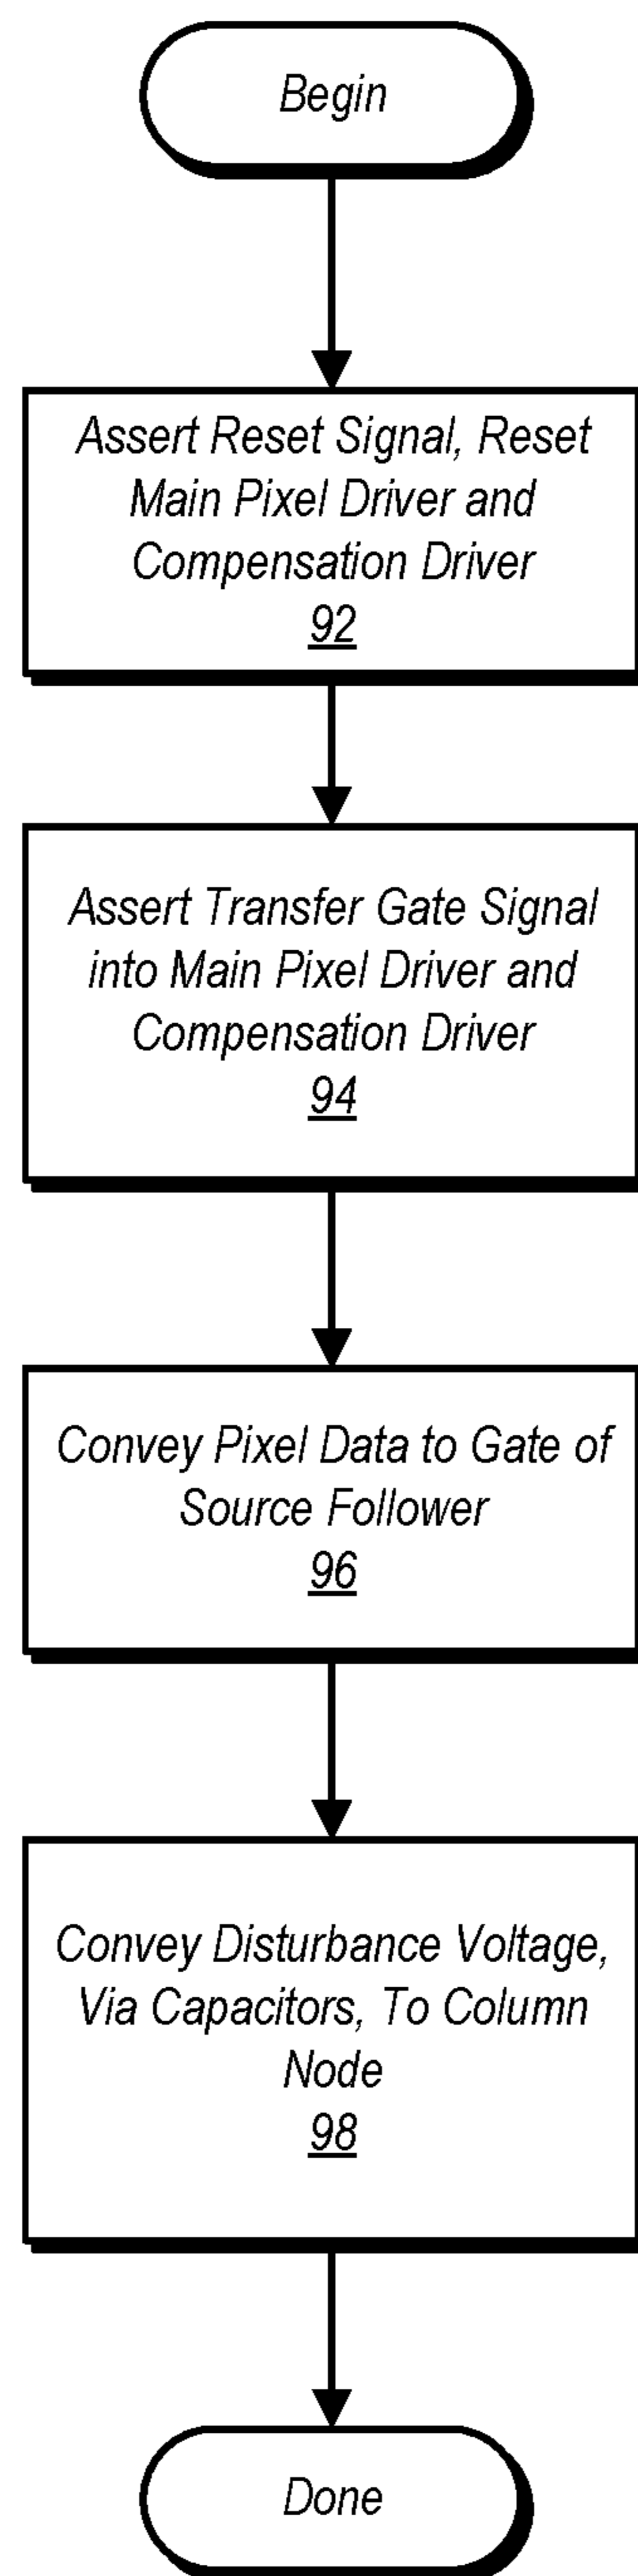 Begin
Assert Reset Signal, Reset
Main Pixel Driver and
Compensation Driver
92
Assert Transfer Gate Signal
into Main Pixel Driver and
Compensation Driver
94
Convey Pixel Data to Gate of
Source Follower
96
Convey Disturbance Voltage,
Via Capacitors, To Column
Node
98
Done